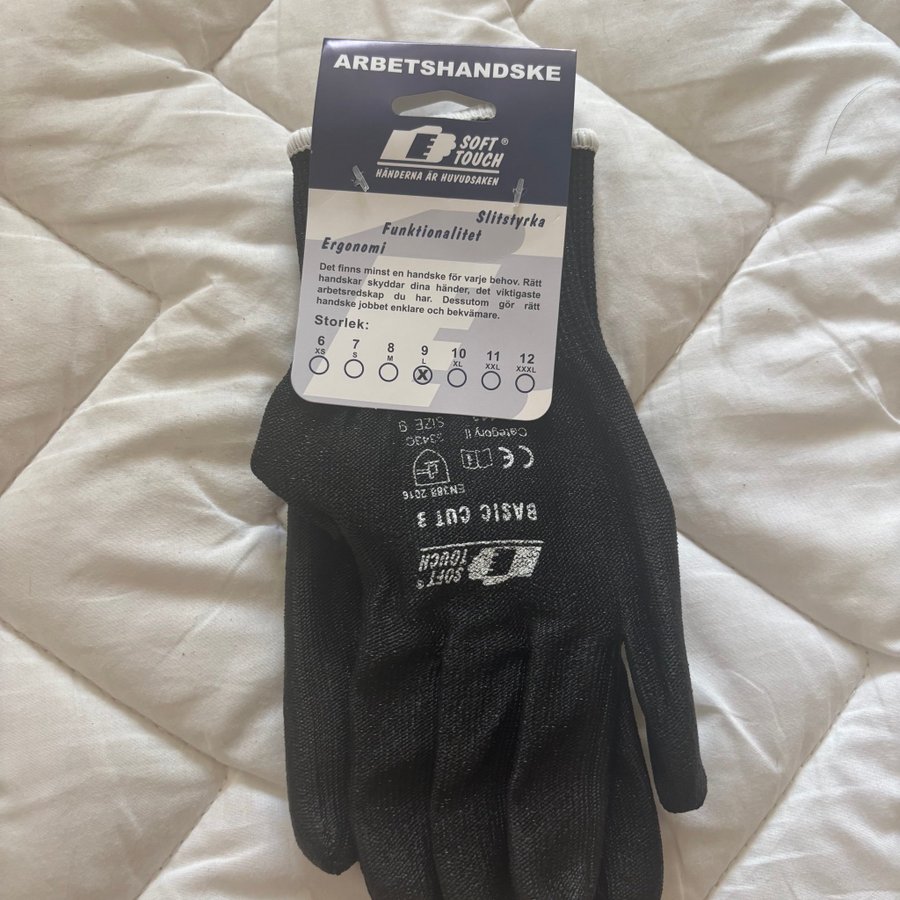 ARBETSHANDSKE
SOFT®
TOUCH
HÄNDERNA ÄR HUVUDSAKEN
Slitstyrka
Funktionalitet
Ergonomi
Det finns minst en handske för varje behov. Rätt
handskar skyddar dina händer, det viktigaste
arbetsredskap du har. Dessutom gör rätt
handske jobbet enklare och bekvämare.
Storlek:
6 7 8 9 10 11 12
XS S M L XL XXL XXXL
X
SOFT®
TOUCH
BASIC CUT 3
EN388 2016
CE
Category II
SIZE 9